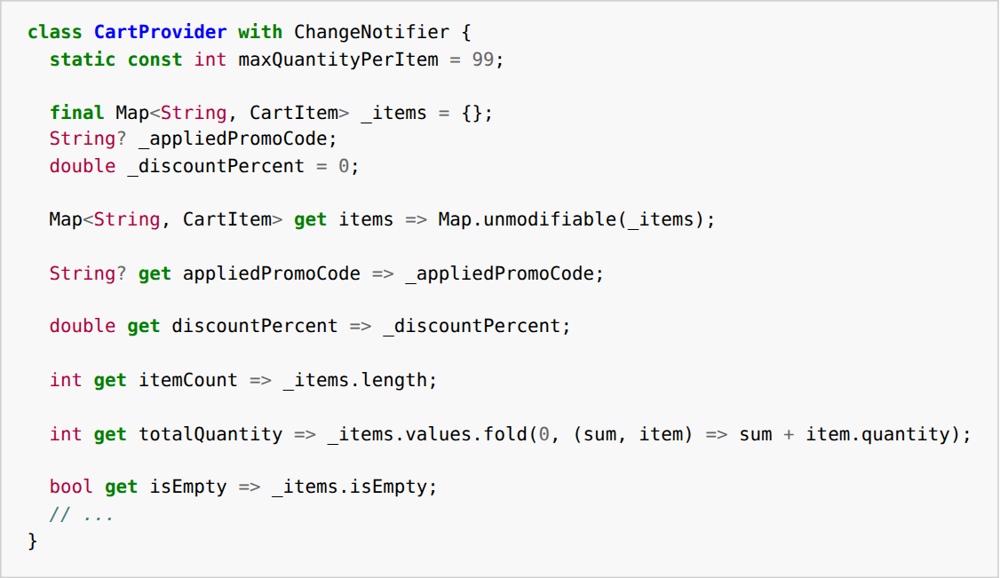 class CartProvider with ChangeNotifier {
  static const int maxQuantityPerItem = 99;

  final Map<String, CartItem> _items = {};
  String? _appliedPromoCode;
  double _discountPercent = 0;

  Map<String, CartItem> get items => Map.unmodifiable(_items);

  String? get appliedPromoCode => _appliedPromoCode;

  double get discountPercent => _discountPercent;

  int get itemCount => _items.length;

  int get totalQuantity => _items.values.fold(0, (sum, item) => sum + item.quantity);

  bool get isEmpty => _items.isEmpty;
  // ...
}